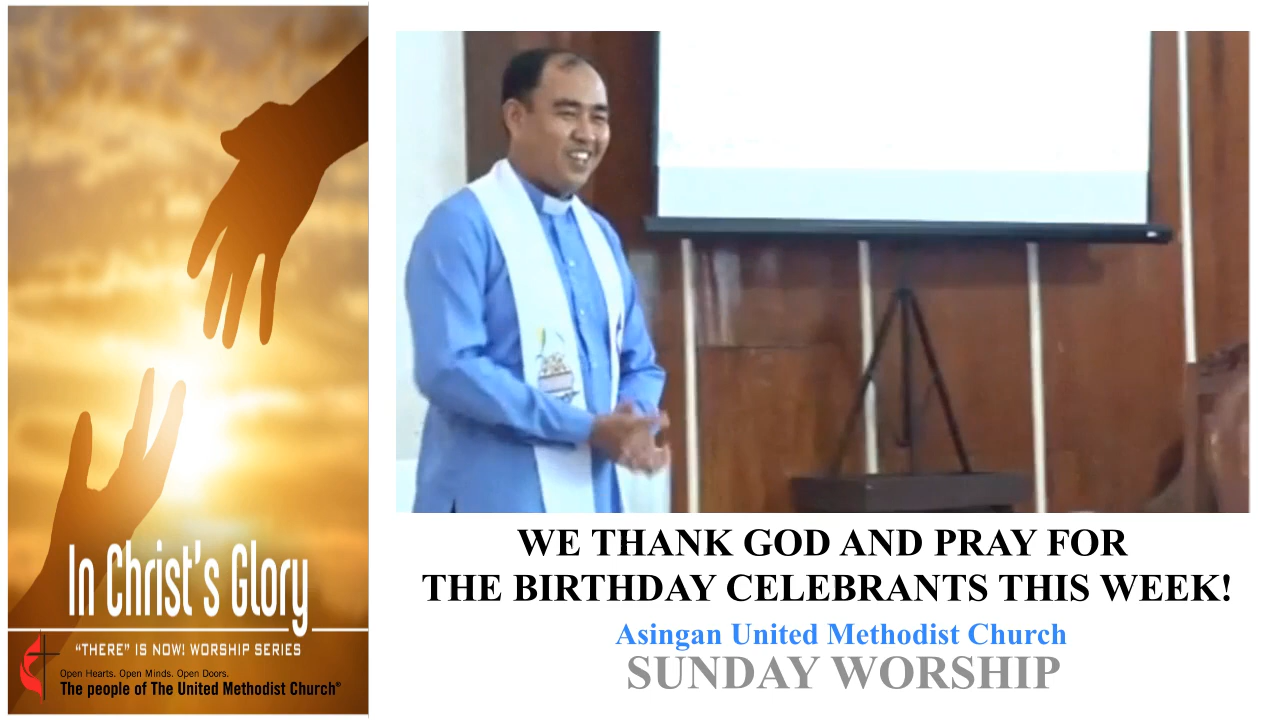 In Christ's Glory
"THERE" IS NOW! WORSHIP SERIES
Open Hearts. Open Minds. Open Doors.
The people of The United Methodist Church®
WE THANK GOD AND PRAY FOR
THE BIRTHDAY CELEBRANTS THIS WEEK!
Asingan United Methodist Church
SUNDAY WORSHIP